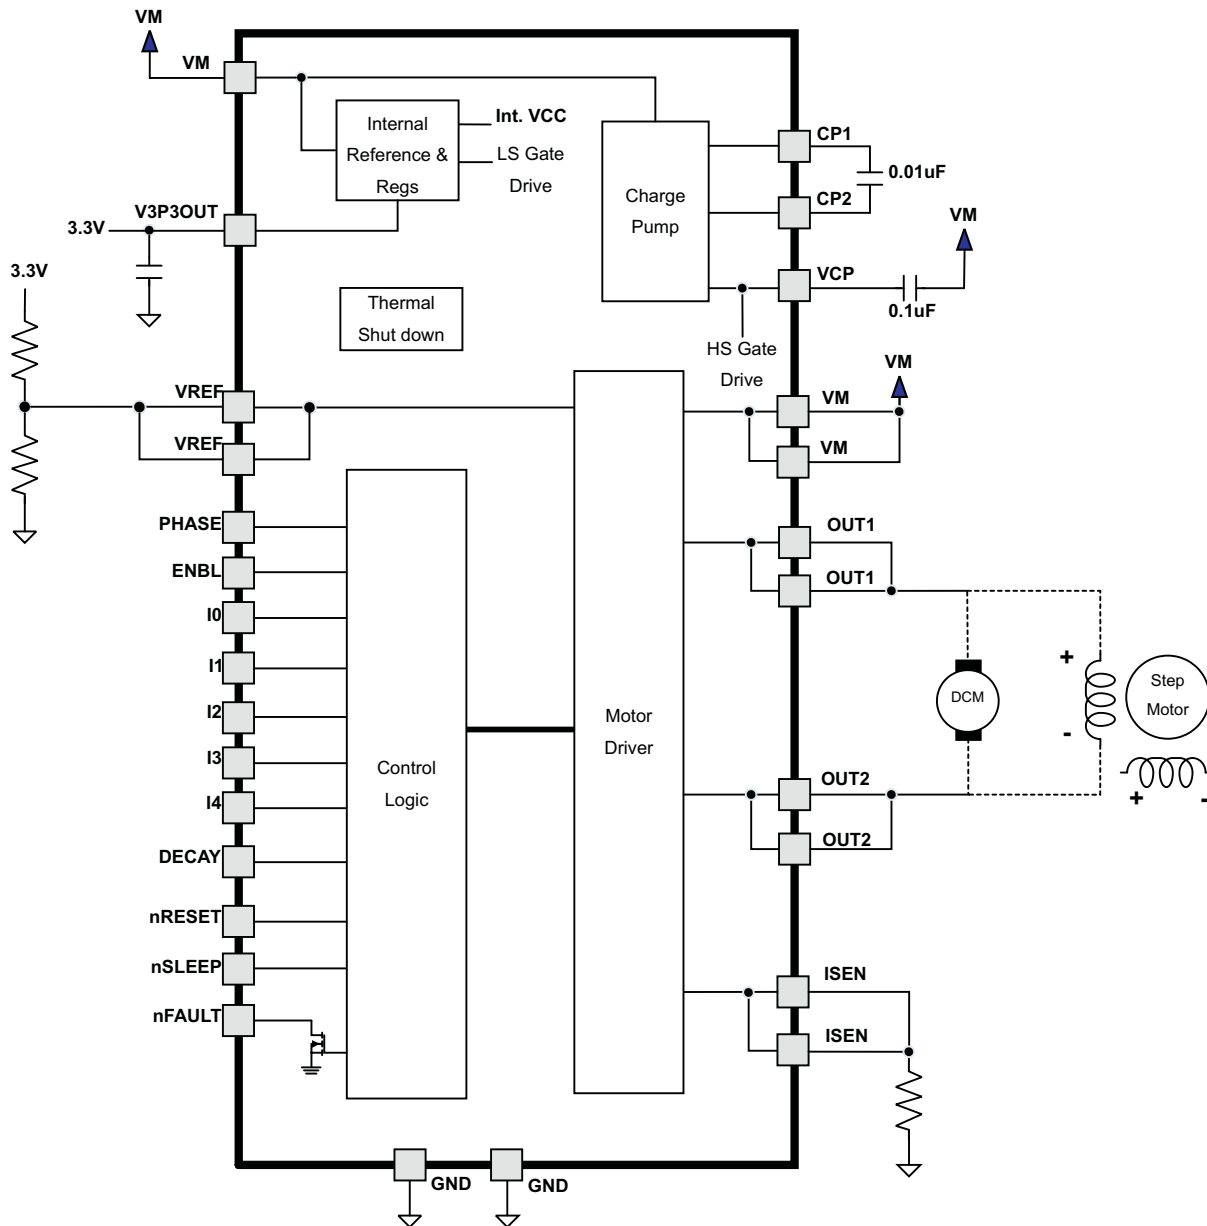 VM
VM
Internal
Reference &
Regs
Int. VCC
LS Gate
Drive
Charge
Pump
CP1
0.01uF
CP2
VM
VCP
0.1uF
HS Gate
Drive
V3P3OUT
3.3V
3.3V
Thermal
Shut down
VREF
VREF
VM
VM
VM
PHASE
ENBL
I0
I1
I2
I3
I4
DECAY
nRESET
nSLEEP
nFAULT
Control
Logic
Motor
Driver
OUT1
OUT1
DCM
+
-
Step
Motor
+
-
OUT2
OUT2
ISEN
ISEN
GND
GND